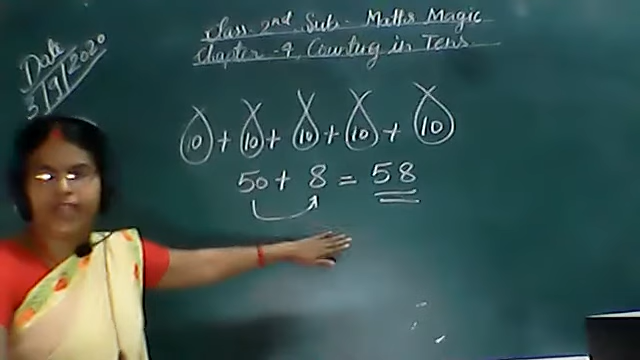 Class 2nd Sub- Maths Magic
Chapter-4, Counting in Tens
Date
3/9/2020
10 + 10 + 10 + 10 + 10
50 + 8 = 58